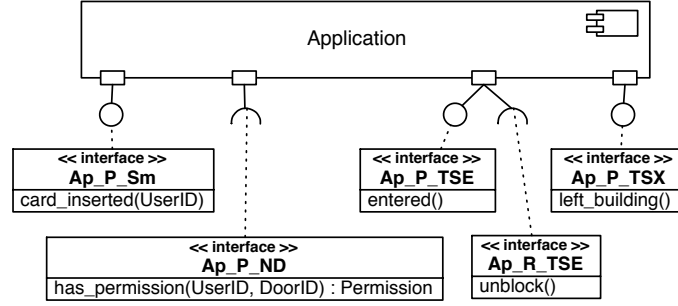 Application
<< interface >>
Ap_P_Sm
card_inserted(UserID)
<< interface >>
Ap_P_TSE
entered()
<< interface >>
Ap_P_TSX
left_building()
<< interface >>
Ap_P_ND
has_permission(UserID, DoorID) : Permission
<< interface >>
Ap_R_TSE
unblock()